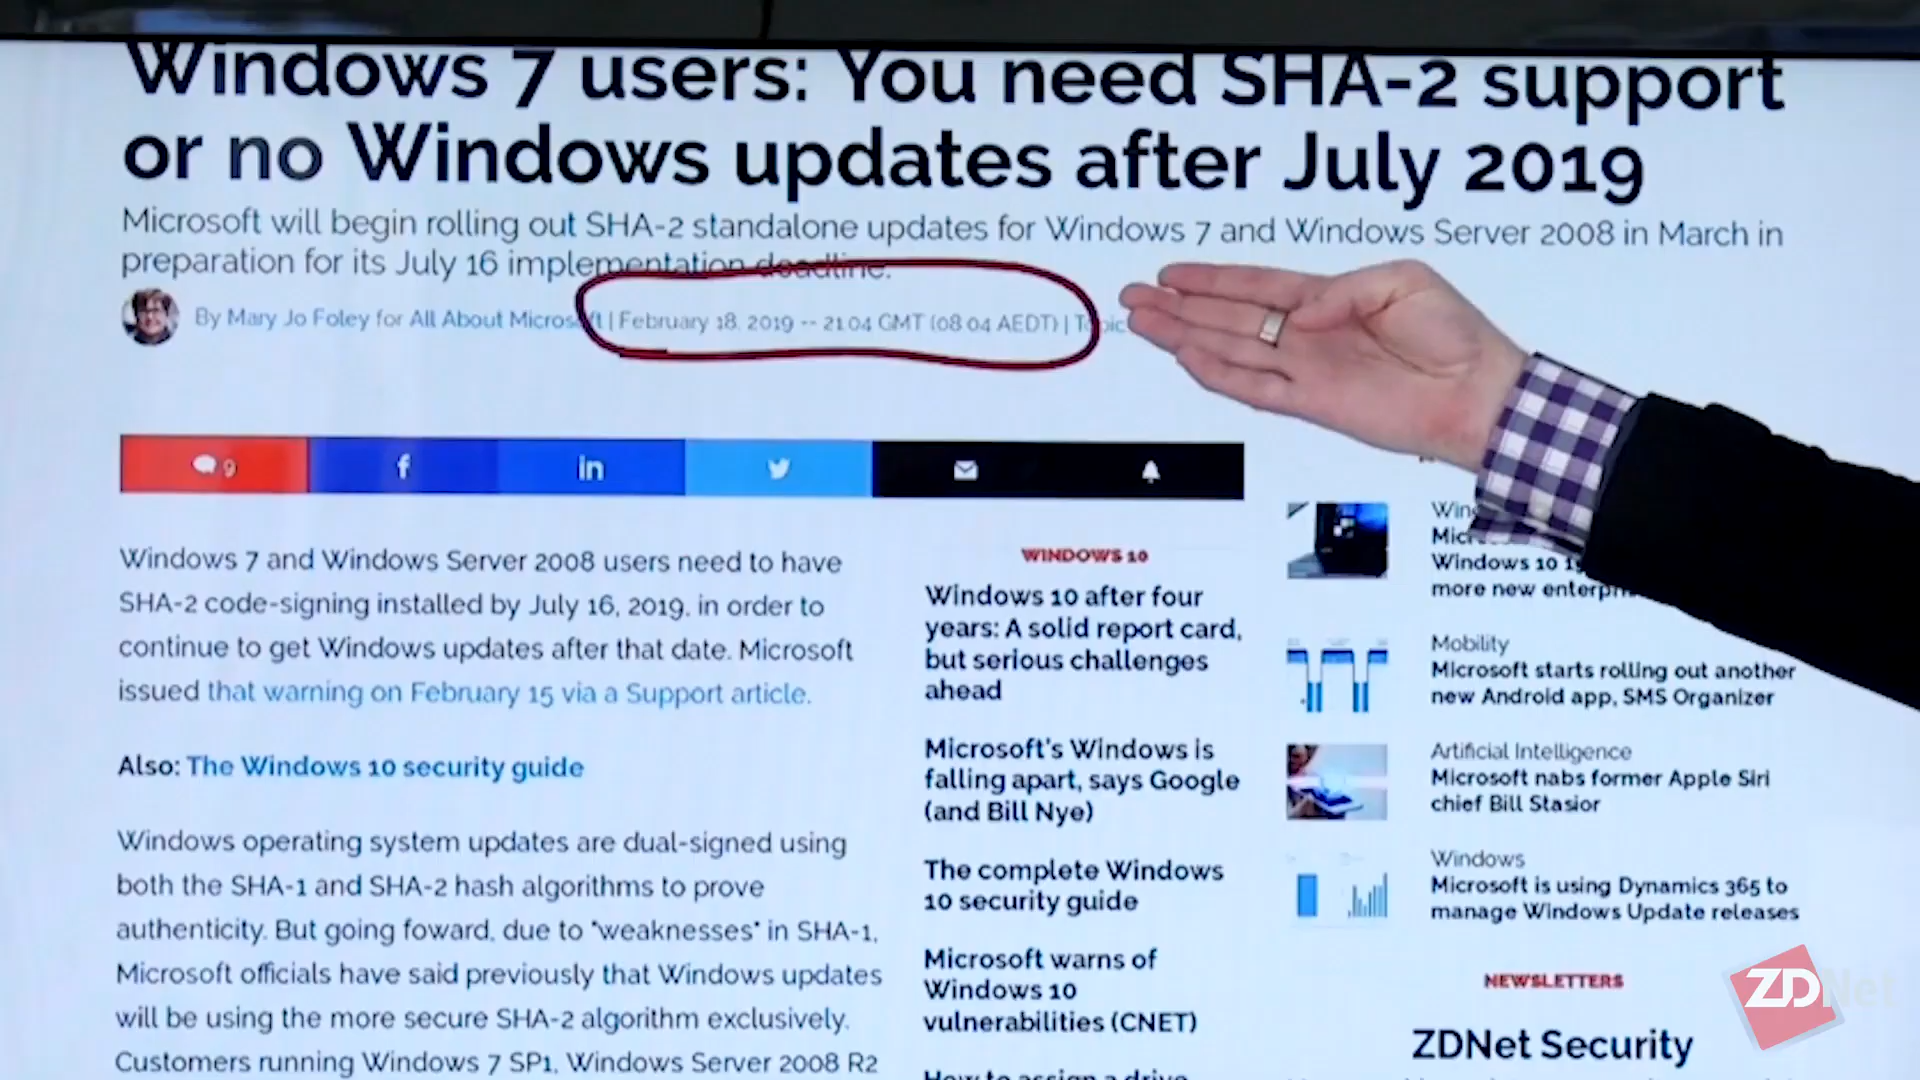 Windows 7 users: You need SHA-2 support
or no Windows updates after July 2019
Microsoft will begin rolling out SHA-2 standalone updates for Windows 7 and Windows Server 2008 in March in
preparation for its July 16 implementation deadline.
By Mary Jo Foley for All About Microsoft | February 18, 2019 -- 21:04 GMT (08:04 AEDT) |
9
f
in
Windows 7 and Windows Server 2008 users need to have
SHA-2 code-signing installed by July 16, 2019, in order to
continue to get Windows updates after that date. Microsoft
issued that warning on February 15 via a Support article.
Also: The Windows 10 security guide
Windows operating system updates are dual-signed using
both the SHA-1 and SHA-2 hash algorithms to prove
authenticity. But going foward, due to "weaknesses" in SHA-1,
Microsoft officials have said previously that Windows updates
will be using the more secure SHA-2 algorithm exclusively.
Customers running Windows 7 SP1, Windows Server 2008 R2
WINDOWS 10
Windows 10 after four
years: A solid report card,
but serious challenges
ahead
Microsoft's Windows is
falling apart, says Google
(and Bill Nye)
The complete Windows
10 security guide
Microsoft warns of
Windows 10
vulnerabilities (CNET)
How to assign a drive
Windows 10
more new
Mobility
Microsoft starts rolling out another
new Android app, SMS Organizer
Artificial Intelligence
Microsoft nabs former Apple Siri
chief Bill Stasior
Windows
Microsoft is using Dynamics 365 to
manage Windows Update releases
NEWSLETTERS
ZDNet Security
ZDNet